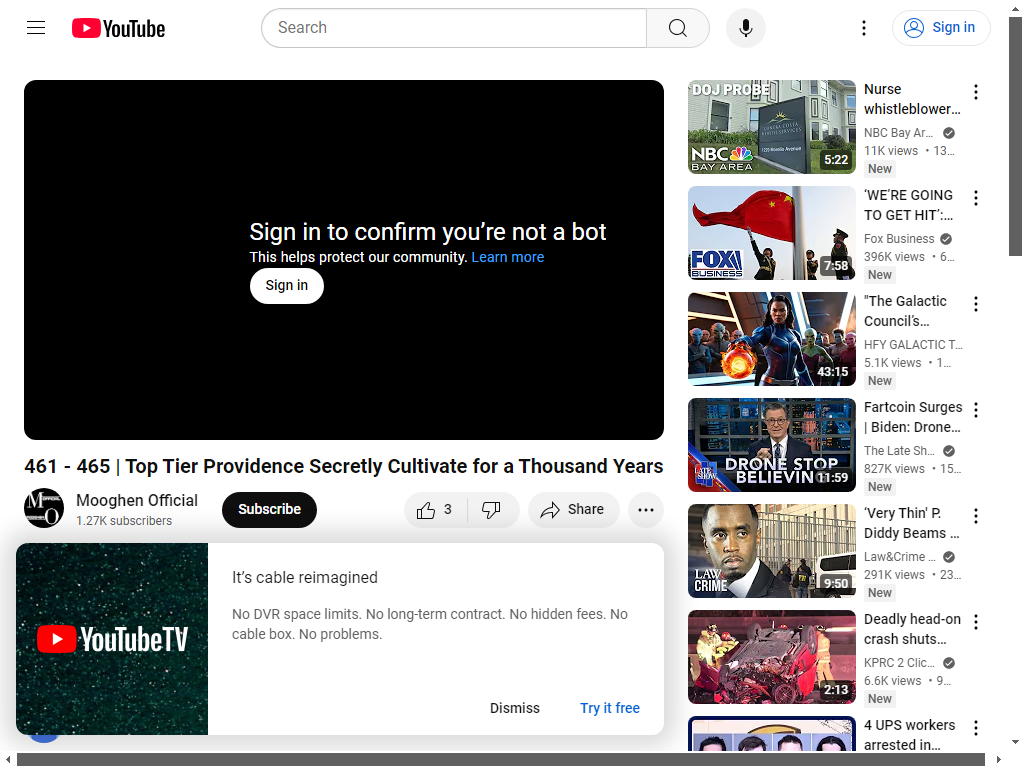 YouTube
Search
Sign in
Sign in to confirm you’re not a bot
This helps protect our community. Learn more
Sign in
461 - 465 | Top Tier Providence Secretly Cultivate for a Thousand Years
Mooghen Official
1.27K subscribers
Subscribe
3
Share
It’s cable reimagined
No DVR space limits. No long-term contract. No hidden fees. No
cable box. No problems.
YouTubeTV
Dismiss
Try it free
DOJ PROBE
CONTRA COSTA
HEALTH SERVICES
NBC
BAY AREA
5:22
Nurse
whistleblower...
NBC Bay Ar...
11K views • 13...
New
FOX
BUSINESS
7:58
‘WE’RE GOING
TO GET HIT’:...
Fox Business
396K views • 6...
New
43:15
"The Galactic
Council’s...
HFY GALACTIC T...
5.1K views • 1...
New
LATE SHOW
DRONE STOP
BELIEVIN
11:59
Fartcoin Surges
| Biden: Drone...
The Late Sh...
827K views • 15...
New
LAW&
CRIME
9:50
‘Very Thin' P.
Diddy Beams ...
Law&Crime ...
291K views • 23...
New
2:13
Deadly head-on
crash shuts...
KPRC 2 Clic...
6.6K views • 9...
New
4 UPS workers
arrested in...